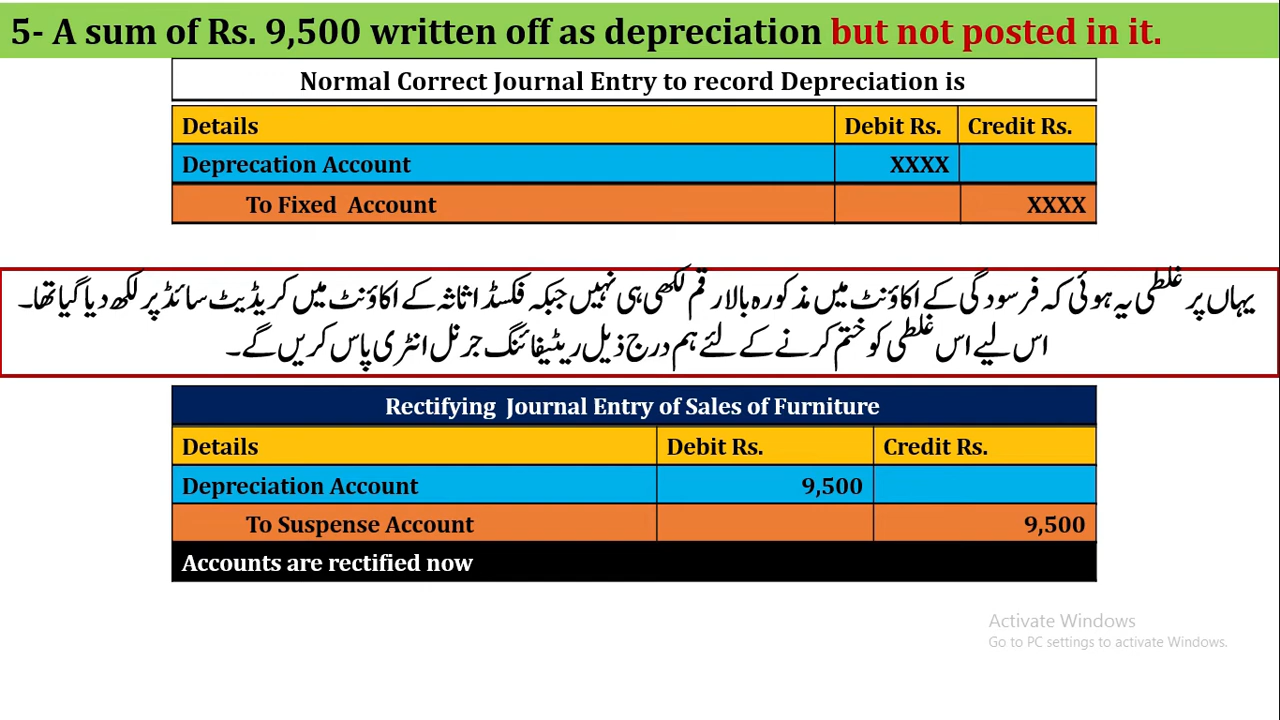 5- A sum of Rs. 9,500 written off as depreciation but not posted in it.
Normal Correct Journal Entry to record Depreciation is
Details Debit Rs. Credit Rs.
Deprecation Account XXXX
To Fixed Account XXXX
یہاں پر غلطی یہ ہوئی کہ فرسودگی کے اکاؤنٹ میں مذکورہ بالا رقم لکھی ہی نہیں جبکہ فکسڈ اثاثہ کے اکاؤنٹ میں کریڈیٹ سائڈ پر لکھ دیا گیا تھا۔
اس لیے اس غلطی کو ختم کرنے کے لئے ہم درج ذیل ریٹیفائنگ جرنل انٹری پاس کریں گے۔
Rectifying Journal Entry of Sales of Furniture
Details Debit Rs. Credit Rs.
Depreciation Account 9,500
To Suspense Account 9,500
Accounts are rectified now
Activate Windows
Go to PC settings to activate Windows.